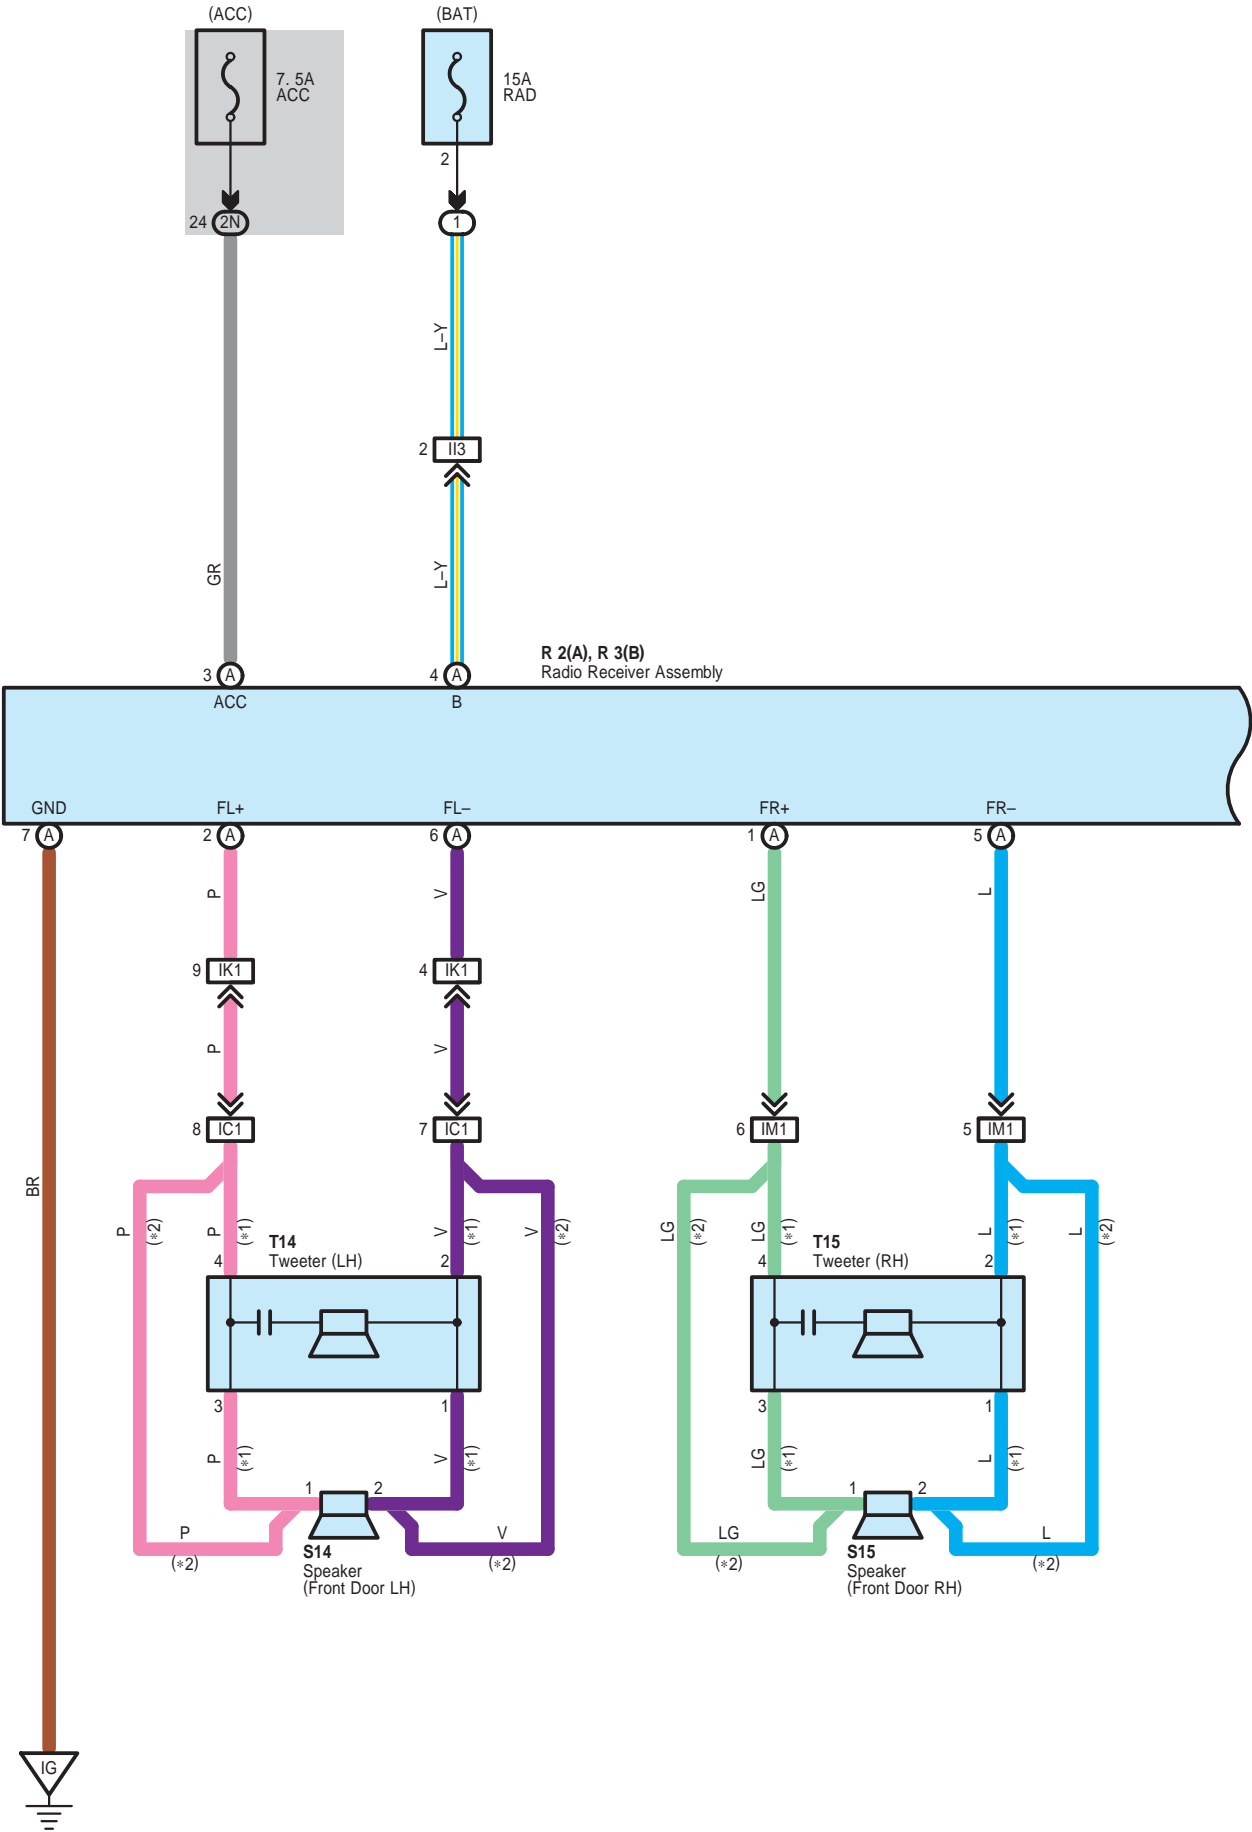 (ACC)
(BAT)
7. 5A
ACC
15A
RAD
2
24 2N
1
L–Y
2 II3
GR
L–Y
R 2(A), R 3(B)
Radio Receiver Assembly
3 A
4 A
ACC
B
GND
FL+
FL–
FR+
FR–
7 A
2 A
6 A
1 A
5 A
P
V
LG
L
9 IK1
4 IK1
P
V
8 IC1
7 IC1
6 IM1
5 IM1
BR
P
(*2)
P
(*1)
V
(*1)
V
(*2)
LG
(*2)
LG
(*1)
L
(*1)
L
(*2)
T14
Tweeter (LH)
T15
Tweeter (RH)
4
2
4
2
3
1
3
1
P
(*1)
V
(*1)
LG
(*1)
L
(*1)
1
2
1
2
P
(*2)
V
(*2)
LG
(*2)
L
(*2)
S14
Speaker
(Front Door LH)
S15
Speaker
(Front Door RH)
IG